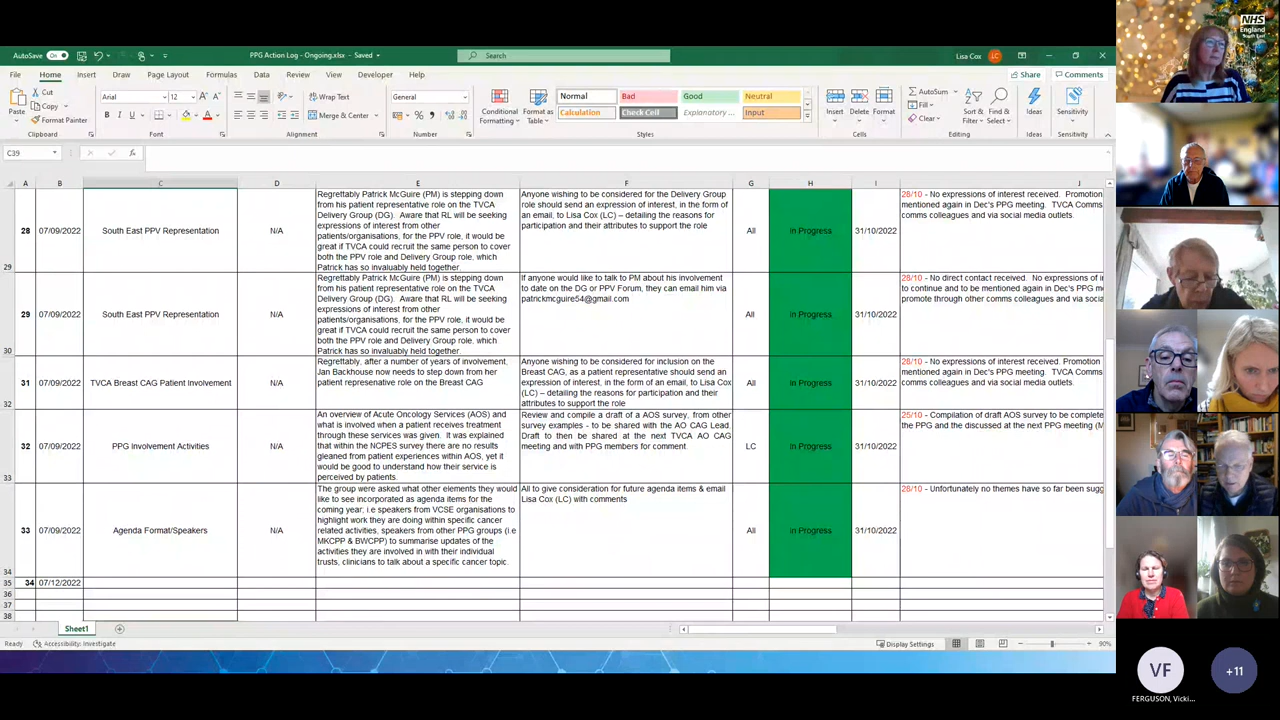 AutoSave On PPG Action Log - Ongoing.xlsx - Saved Search Lisa Cox LC
File Home Insert Draw Page Layout Formulas Data Review View Developer Help Share Comments
Paste Cut Copy Format Painter Clipboard
Arial 12 Font
Wrap Text Merge & Center Alignment
General Number
Conditional Formatting Format as Table
Normal Bad Good Neutral
Calculation Check Cell Explanatory ... Input
Styles
Insert Delete Format Cells
AutoSum Fill Clear Sort & Filter Find & Select Editing
Ideas Ideas
Sensitivity Sensitivity
C39 fx
A B C D E F G H I J
28 07/09/2022 South East PPV Representation N/A
Regrettably Patrick McGuire (PM) is stepping down
from his patient representative role on the TVCA
Delivery Group (DG). Aware that RL will be seeking
expressions of interest from other
patients/organisations, for the PPV role, it would be
great if TVCA could recruit the same person to cover
both the PPV role and Delivery Group role, which
Patrick has so invaluably held together.
Anyone wishing to be considered for the Delivery Group
role should send an expression of interest, in the form of
an email, to Lisa Cox (LC) – detailing the reasons for
participation and their attributes to support the role
All In Progress 31/10/2022
28/10 - No expressions of interest received. Promotion
mentioned again in Dec's PPG meeting. TVCA Comms
comms colleagues and via social media outlets.
29
29 07/09/2022 South East PPV Representation N/A
Regrettably Patrick McGuire (PM) is stepping down
from his patient representative role on the TVCA
Delivery Group (DG). Aware that RL will be seeking
expressions of interest from other
patients/organisations, for the PPV role, it would be
great if TVCA could recruit the same person to cover
both the PPV role and Delivery Group role, which
Patrick has so invaluably held together.
If anyone would like to talk to PM about his involvement
to date on the DG or PPV Forum, they can email him via
patrickmcguire54@gmail.com
All In Progress 31/10/2022
28/10 - No direct contact received. No expressions of i
to continue and to be mentioned again in Dec's PPG m
promote through other comms colleagues and via soci
30
31 07/09/2022 TVCA Breast CAG Patient Involvement N/A
Regrettably, after a number of years of involvement,
Jan Backhouse now needs to step down from her
patient represenative role on the Breast CAG
Anyone wishing to be considered for inclusion on the
Breast CAG, as a patient representative should send an
expression of interest, in the form of an email, to Lisa Cox
(LC) – detailing the reasons for participation and their
attributes to support the role
All In Progress 31/10/2022
28/10 - No expressions of interest received. Promotion
mentioned again in Dec's PPG meeting. TVCA Comms
comms colleagues and via social media outlets.
32
32 07/09/2022 PPG Involvement Activities N/A
An overview of Acute Oncology Services (AOS) and
what is involved when a patient receives treatment
through these services was given. It was explained
that within the NCPES survey there are no results
gleaned from patient experiences within AOS, yet it
would be good to understand how their service is
perceived by patients.
Review and compile a draft of a AOS survey, from other
survey examples - to be shared with the AO CAG Lead.
Draft to then be shared at the next TVCA AO CAG
meeting and with PPG members for comment.
LC In Progress 31/10/2022
25/10 - Compilation of draft AOS survey to be complete
the PPG and the discussed at the next PPG meeting (M
33
33 07/09/2022 Agenda Format/Speakers N/A
The group were asked what other elements they would
like to see incorporated as agenda items for the
coming year; i.e speakers from VCSE organisations to
highlight work they are doing within specific cancer
related activities, speakers from other PPG groups (i.e
MKCPP & BWCPP) to summarise updates of the
activities they are involved in with their individual
trusts, clinicians to talk about a specific cancer topic.
All to give consideration for future agenda items & email
Lisa Cox (LC) with comments
All In Progress 31/10/2022
28/10 - Unfortunately no themes have so far been sugg
34
35 34 07/12/2022
36
37
38
Sheet1
Ready Accessibility: Investigate Display Settings 90%
NHS
England
South East
VF
FERGUSON, Vicki...
+11